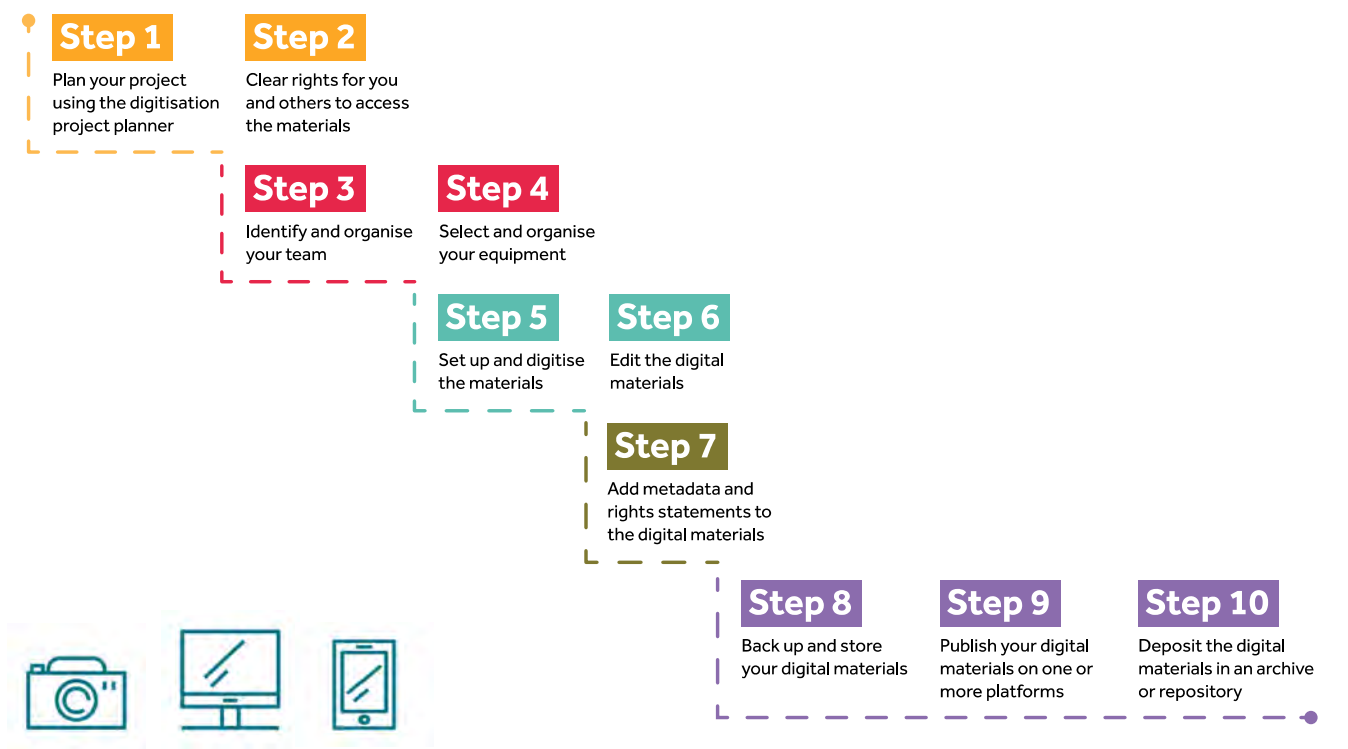 Step 1
Plan your project
using the digitisation
project planner
Step 2
Clear rights for you
and others to access
the materials
Step 3
Identify and organise
your team
Step 4
Select and organise
your equipment
Step 5
Set up and digitise
the materials
Step 6
Edit the digital
materials
Step 7
Add metadata and
rights statements to
the digital materials
Step 8
Back up and store
your digital materials
Step 9
Publish your digital
materials on one or
more platforms
Step 10
Deposit the digital
materials in an archive
or repository